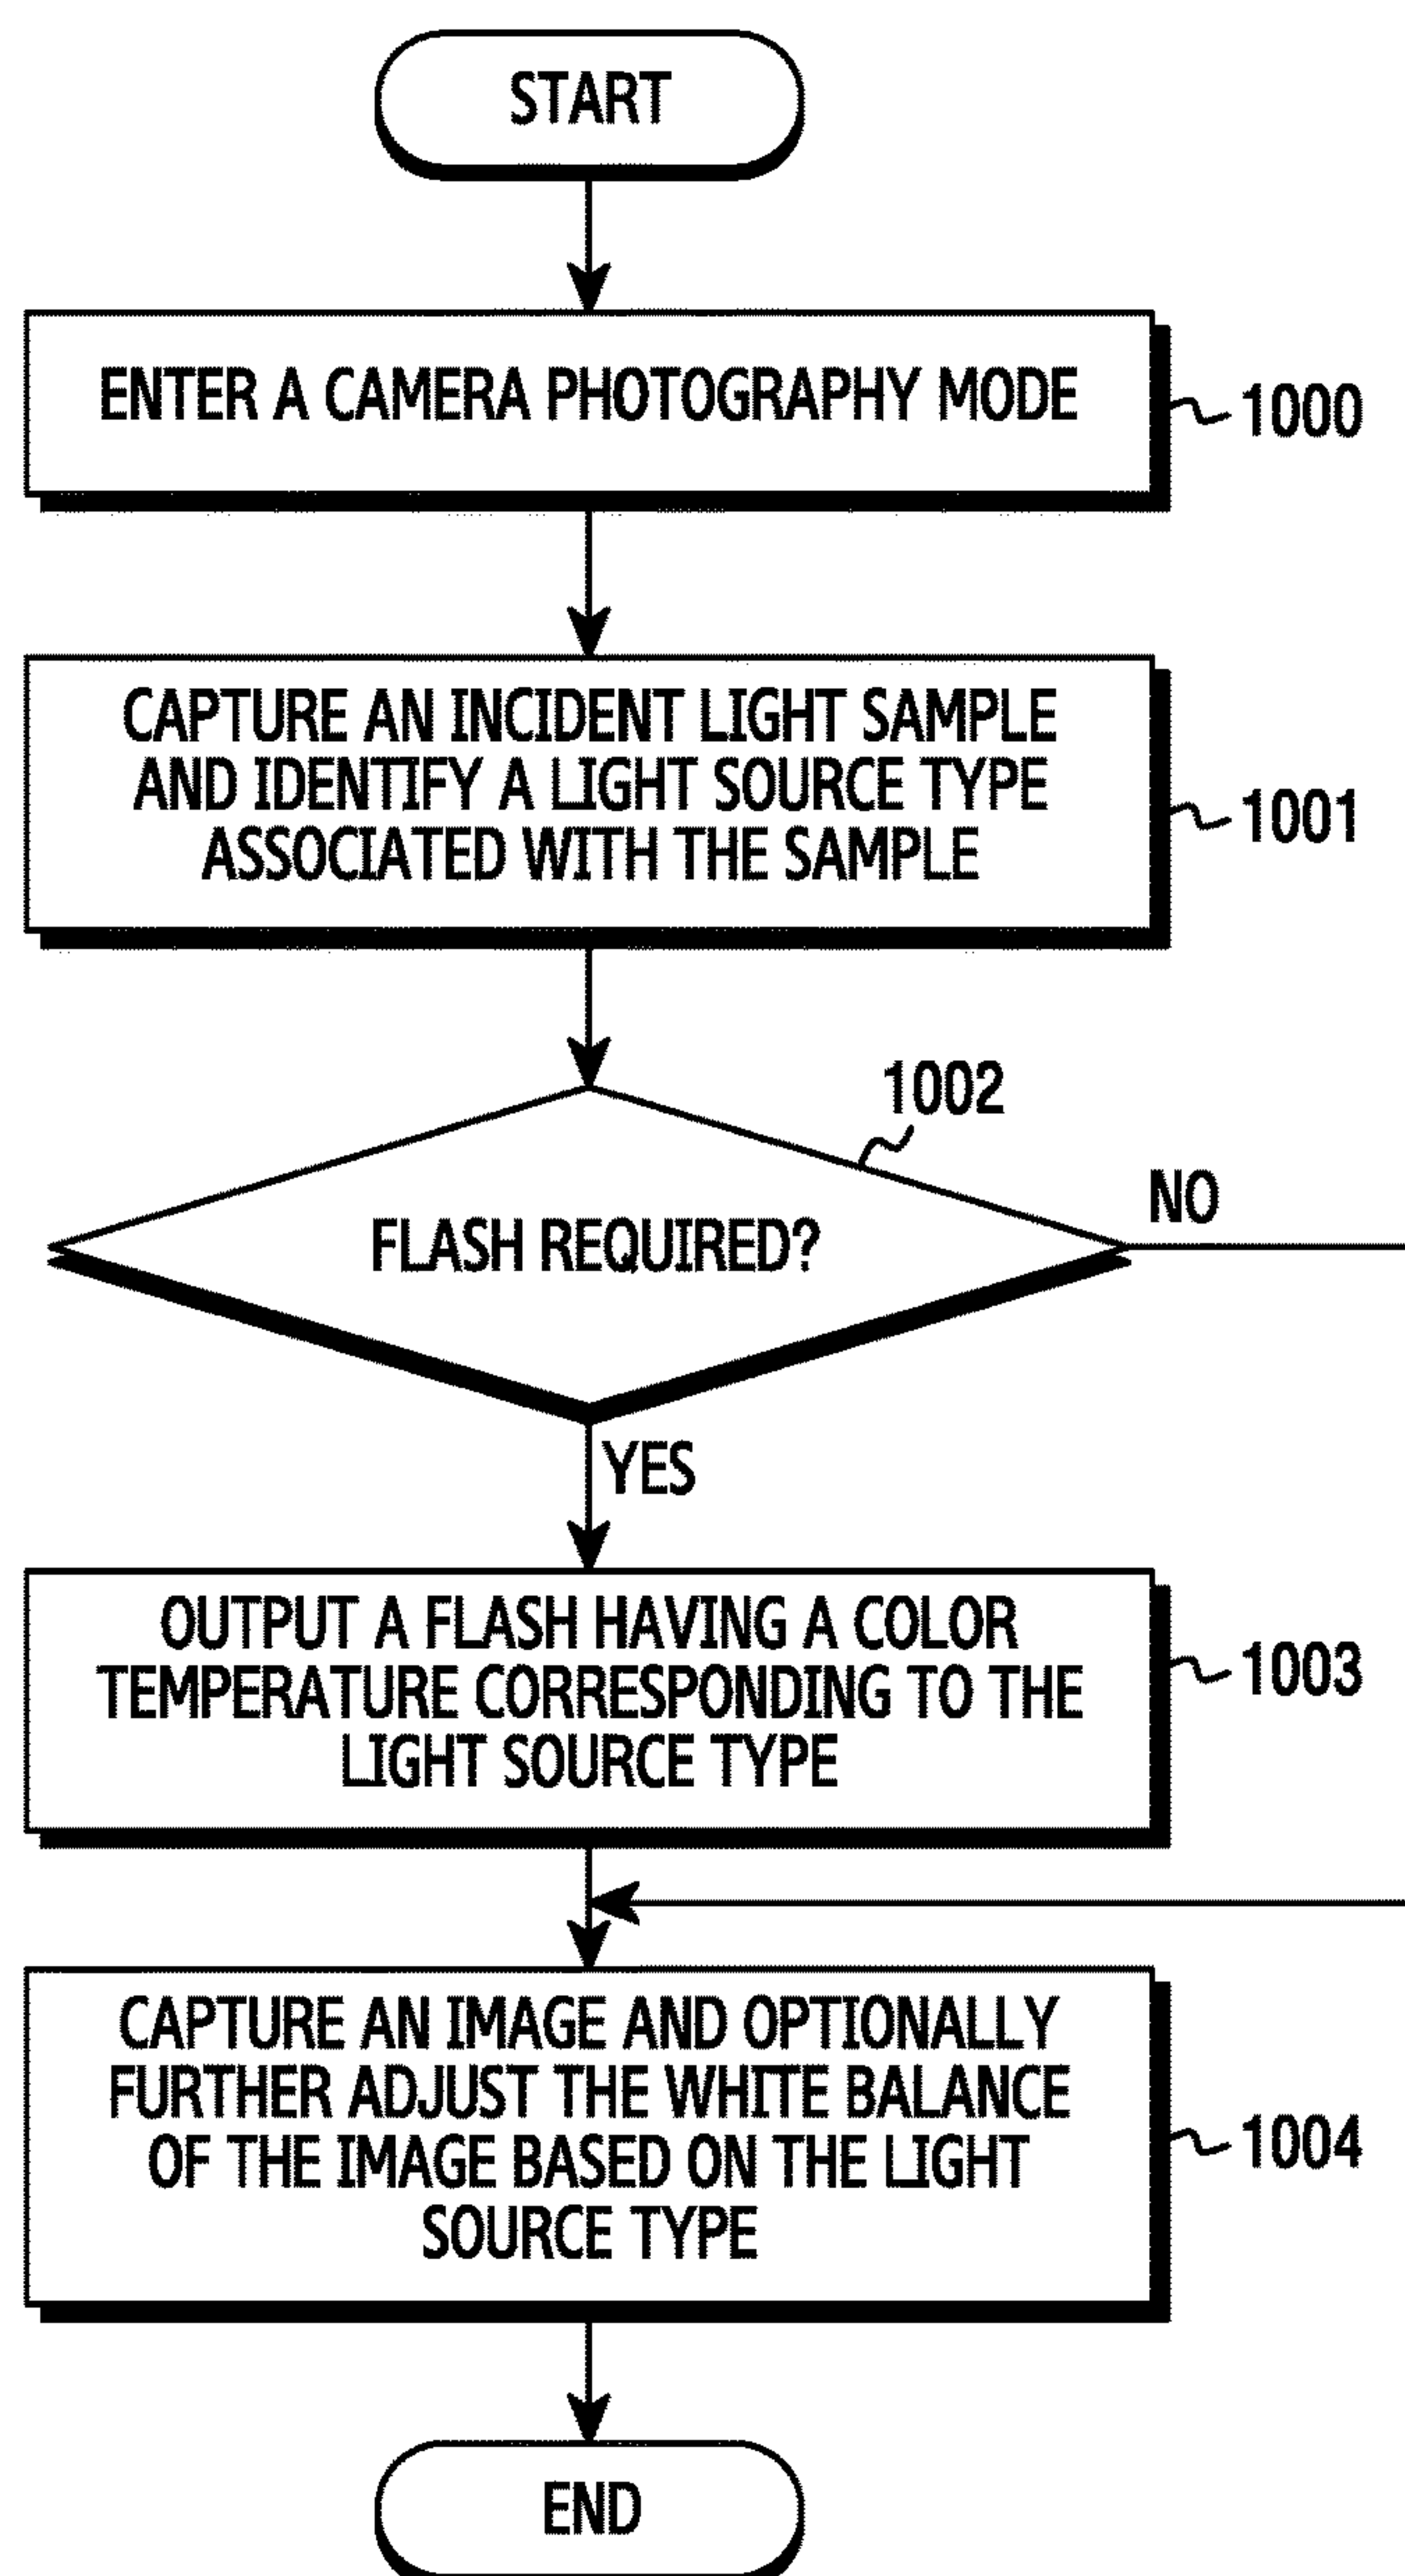 START
ENTER A CAMERA PHOTOGRAPHY MODE
1000
CAPTURE AN INCIDENT LIGHT SAMPLE
AND IDENTIFY A LIGHT SOURCE TYPE
ASSOCIATED WITH THE SAMPLE
1001
1002
FLASH REQUIRED?
NO
YES
OUTPUT A FLASH HAVING A COLOR
TEMPERATURE CORRESPONDING TO THE
LIGHT SOURCE TYPE
1003
CAPTURE AN IMAGE AND OPTIONALLY
FURTHER ADJUST THE WHITE BALANCE
OF THE IMAGE BASED ON THE LIGHT
SOURCE TYPE
1004
END